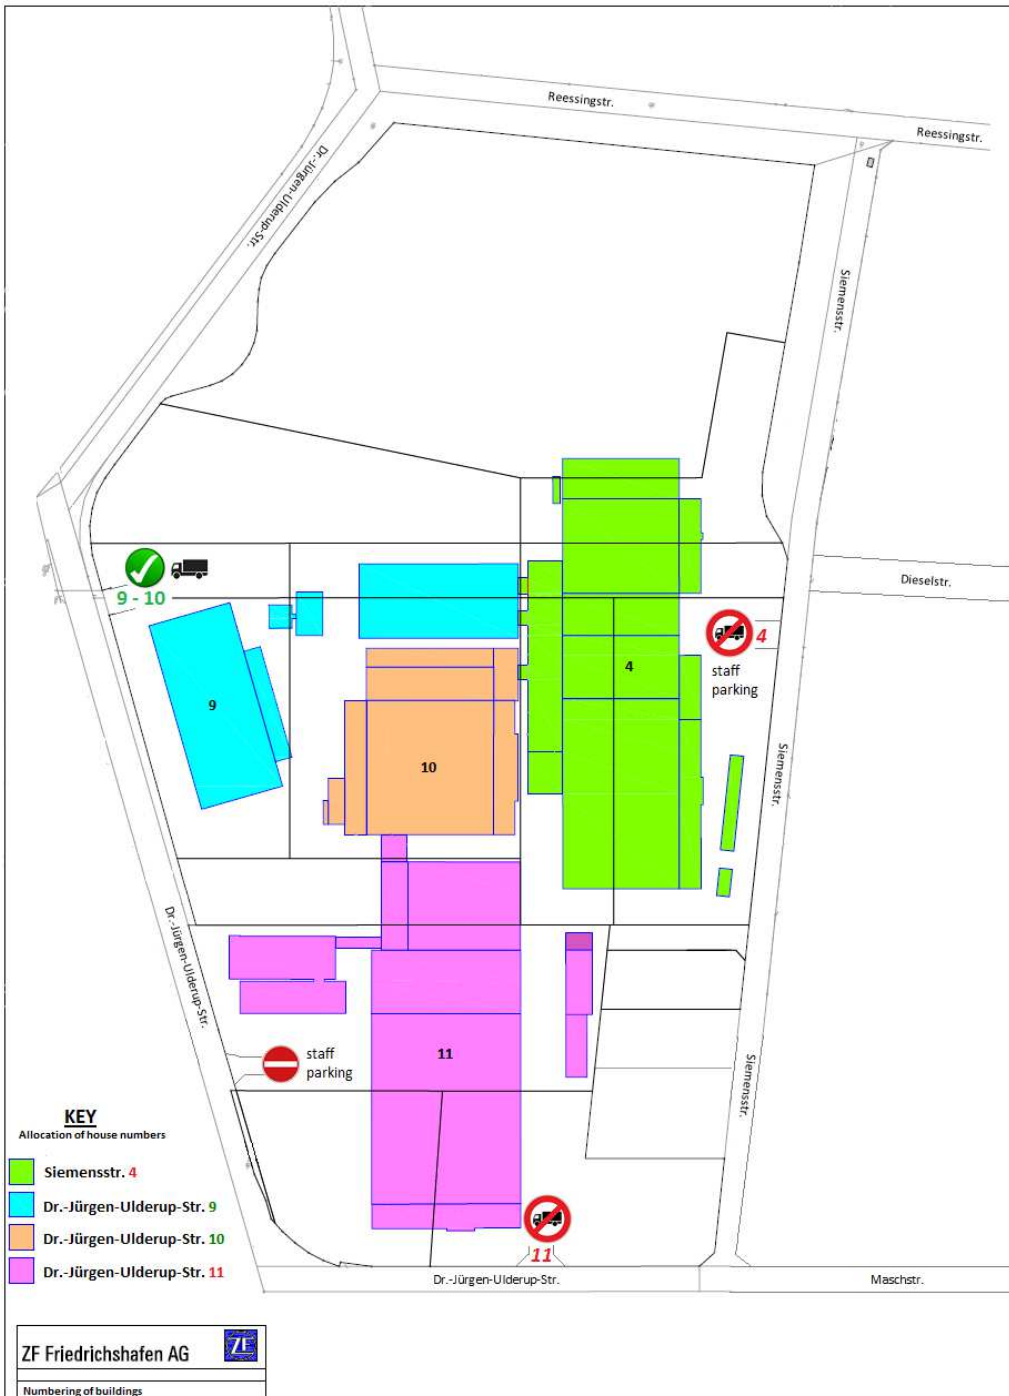 Reessingstr.
Reessingstr.
Dr.-Jürgen-Ulderup-Str.
Siemensstr.
Dieselstr.
9 - 10
4
staff
parking
4
9
10
Siemensstr.
Dr.-Jürgen-Ulderup-Str.
staff
parking
11
Siemensstr.
KEY
Allocation of house numbers
Siemensstr. 4
Dr.-Jürgen-Ulderup-Str. 9
Dr.-Jürgen-Ulderup-Str. 10
Dr.-Jürgen-Ulderup-Str. 11
11
Dr.-Jürgen-Ulderup-Str.
Maschstr.
ZF Friedrichshafen AG
ZF
Numbering of buildings